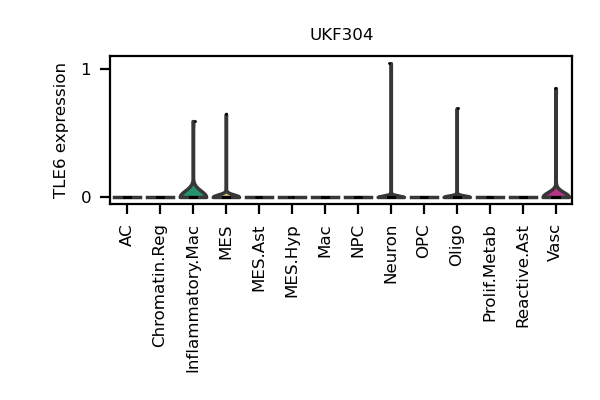 UKF304
TLE6 expression
1
0
AC
Chromatin.Reg
Inflammatory.Mac
MES
MES.Ast
MES.Hyp
Mac
NPC
Neuron
OPC
Oligo
Prolif.Metab
Reactive.Ast
Vasc